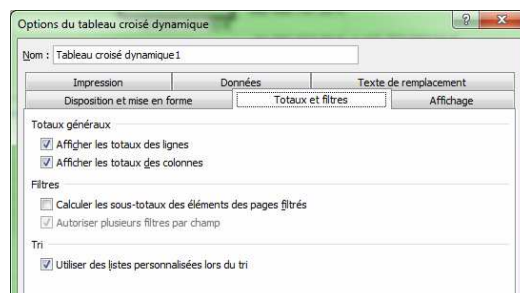 Options du tableau croisé dynamique
Nom : Tableau croisé dynamique1
Impression Données Texte de remplacement
Disposition et mise en forme Totaux et filtres Affichage
Totaux généraux
Afficher les totaux des lignes
Afficher les totaux des colonnes
Filtres
Calculer les sous-totaux des éléments des pages filtrés
Autoriser plusieurs filtres par champ
Tri
Utiliser des listes personnalisées lors du tri